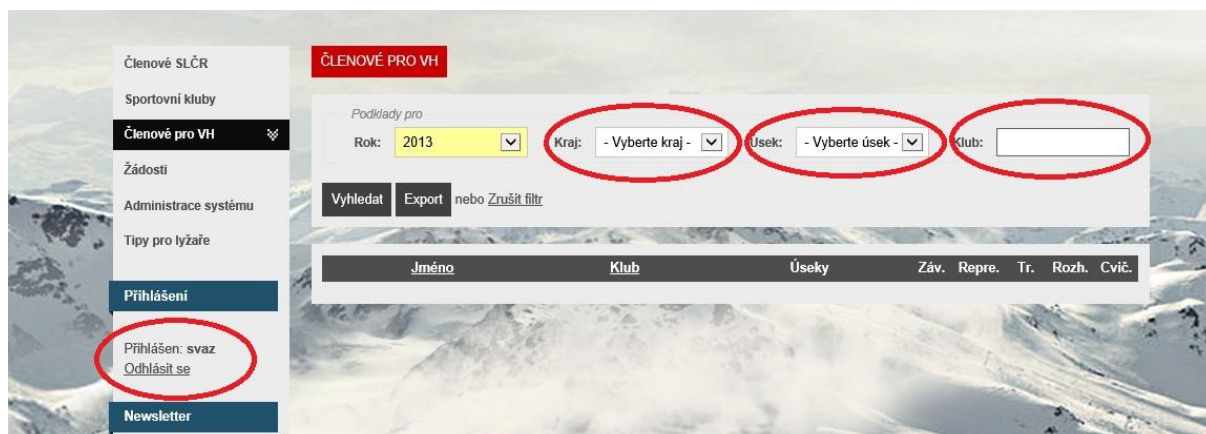 Členové SLČR
Sportovní kluby
Členové pro VH
Žádosti
Administrace systému
Tipy pro lyžaře
Přihlášení
Přihlášen: svaz
Odhlásit se
Newsletter
ČLENOVÉ PRO VH
Podklady pro
Rok: 2013 Kraj: - Vyberte kraj - Úsek: - Vyberte úsek - Klub:
Vyhledat Export nebo Zrušit filtr
Jméno Klub Úseky Záv. Repre. Tr. Rozh. Cvič.